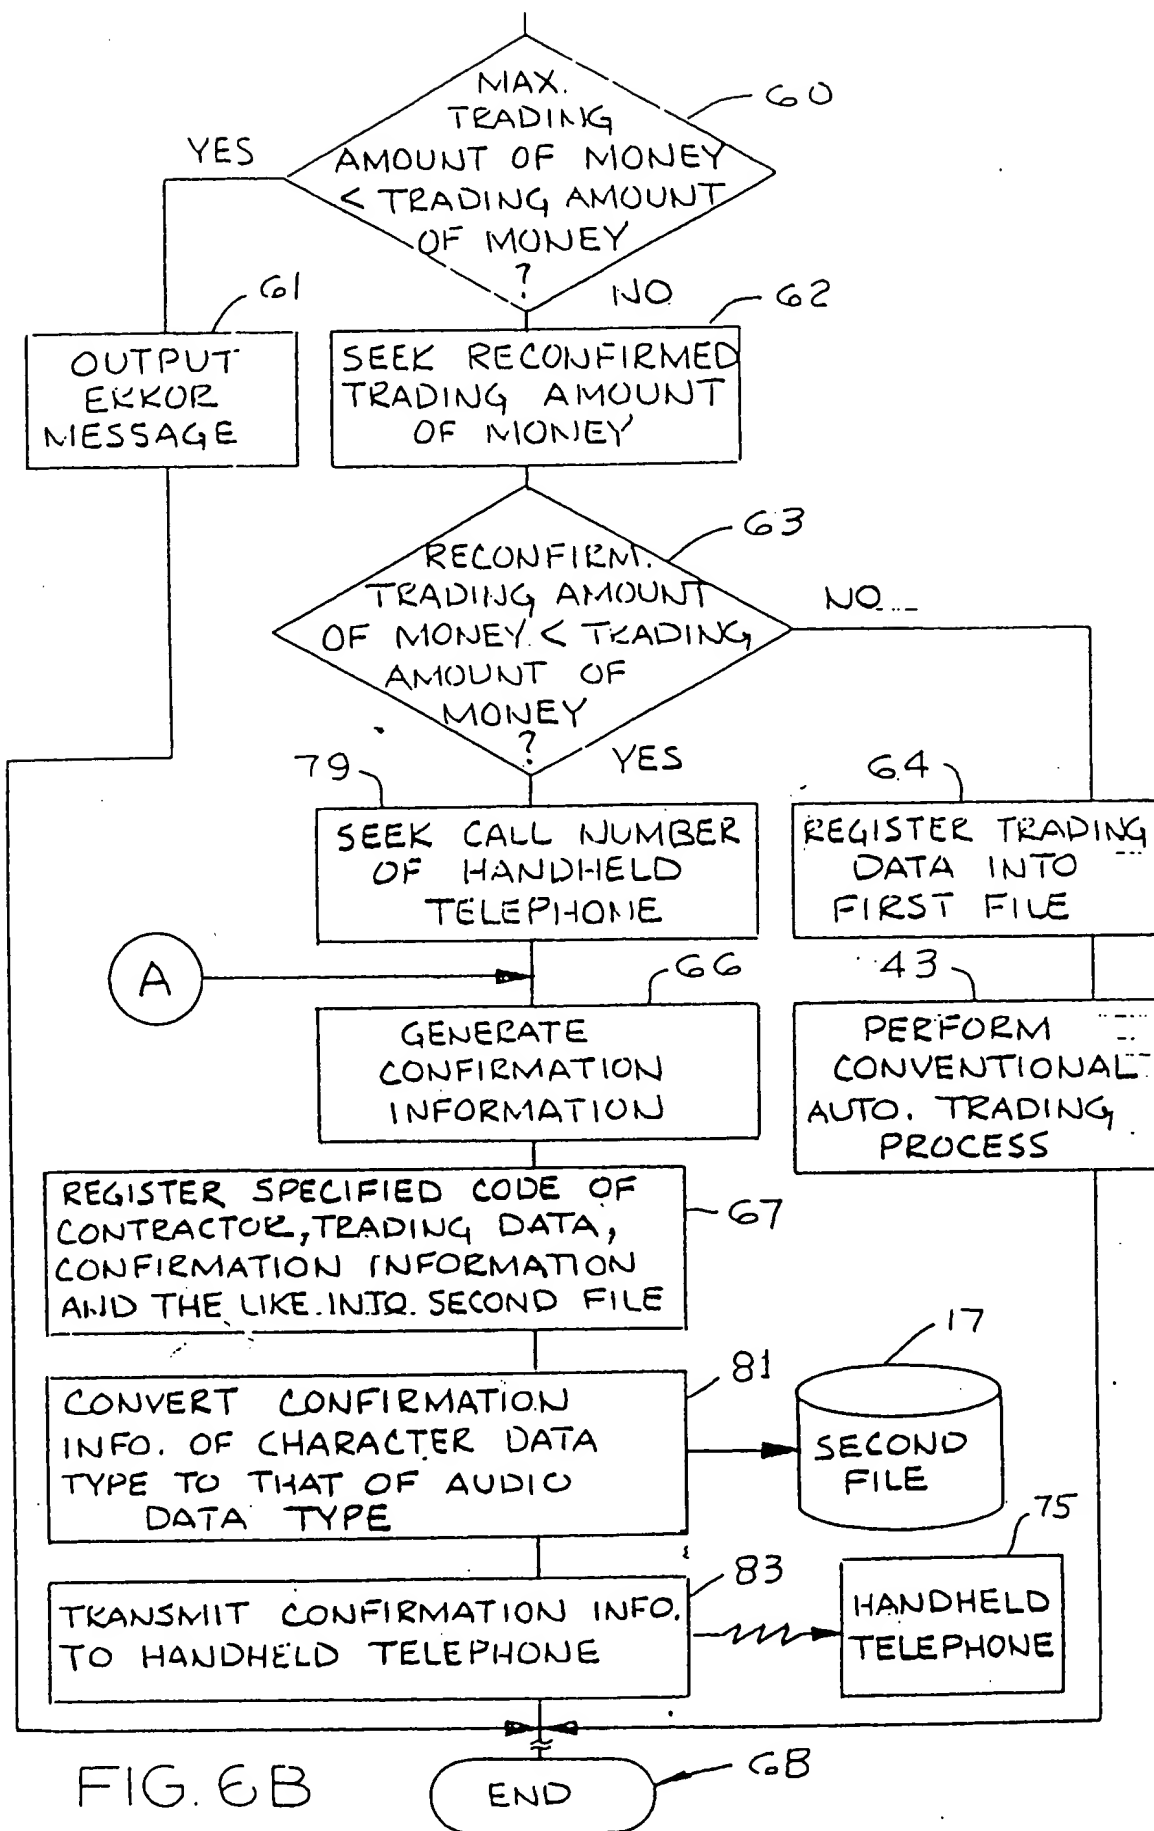 MAX.
TRADING
AMOUNT OF MONEY
< TRADING AMOUNT
OF MONEY
?
60
YES
NO
61
OUTPUT
ERROR
MESSAGE
62
SEEK RECONFIRMED
TRADING AMOUNT
OF MONEY
63
RECONFIRM.
TRADING AMOUNT
OF MONEY < TRADING
AMOUNT OF
MONEY
?
NO
YES
79
SEEK CALL NUMBER
OF HANDHELD
TELEPHONE
64
REGISTER TRADING
DATA INTO
FIRST FILE
A
66
GENERATE
CONFIRMATION
INFORMATION
43
PERFORM
CONVENTIONAL
AUTO. TRADING
PROCESS
REGISTER SPECIFIED CODE OF
CONTRACTOR, TRADING DATA,
CONFIRMATION INFORMATION
AND THE LIKE INTO SECOND FILE
67
CONVERT CONFIRMATION
INFO. OF CHARACTER DATA
TYPE TO THAT OF AUDIO
DATA TYPE
81
17
SECOND
FILE
TRANSMIT CONFIRMATION INFO.
TO HANDHELD TELEPHONE
83
75
HANDHELD
TELEPHONE
END
68
FIG. 6B